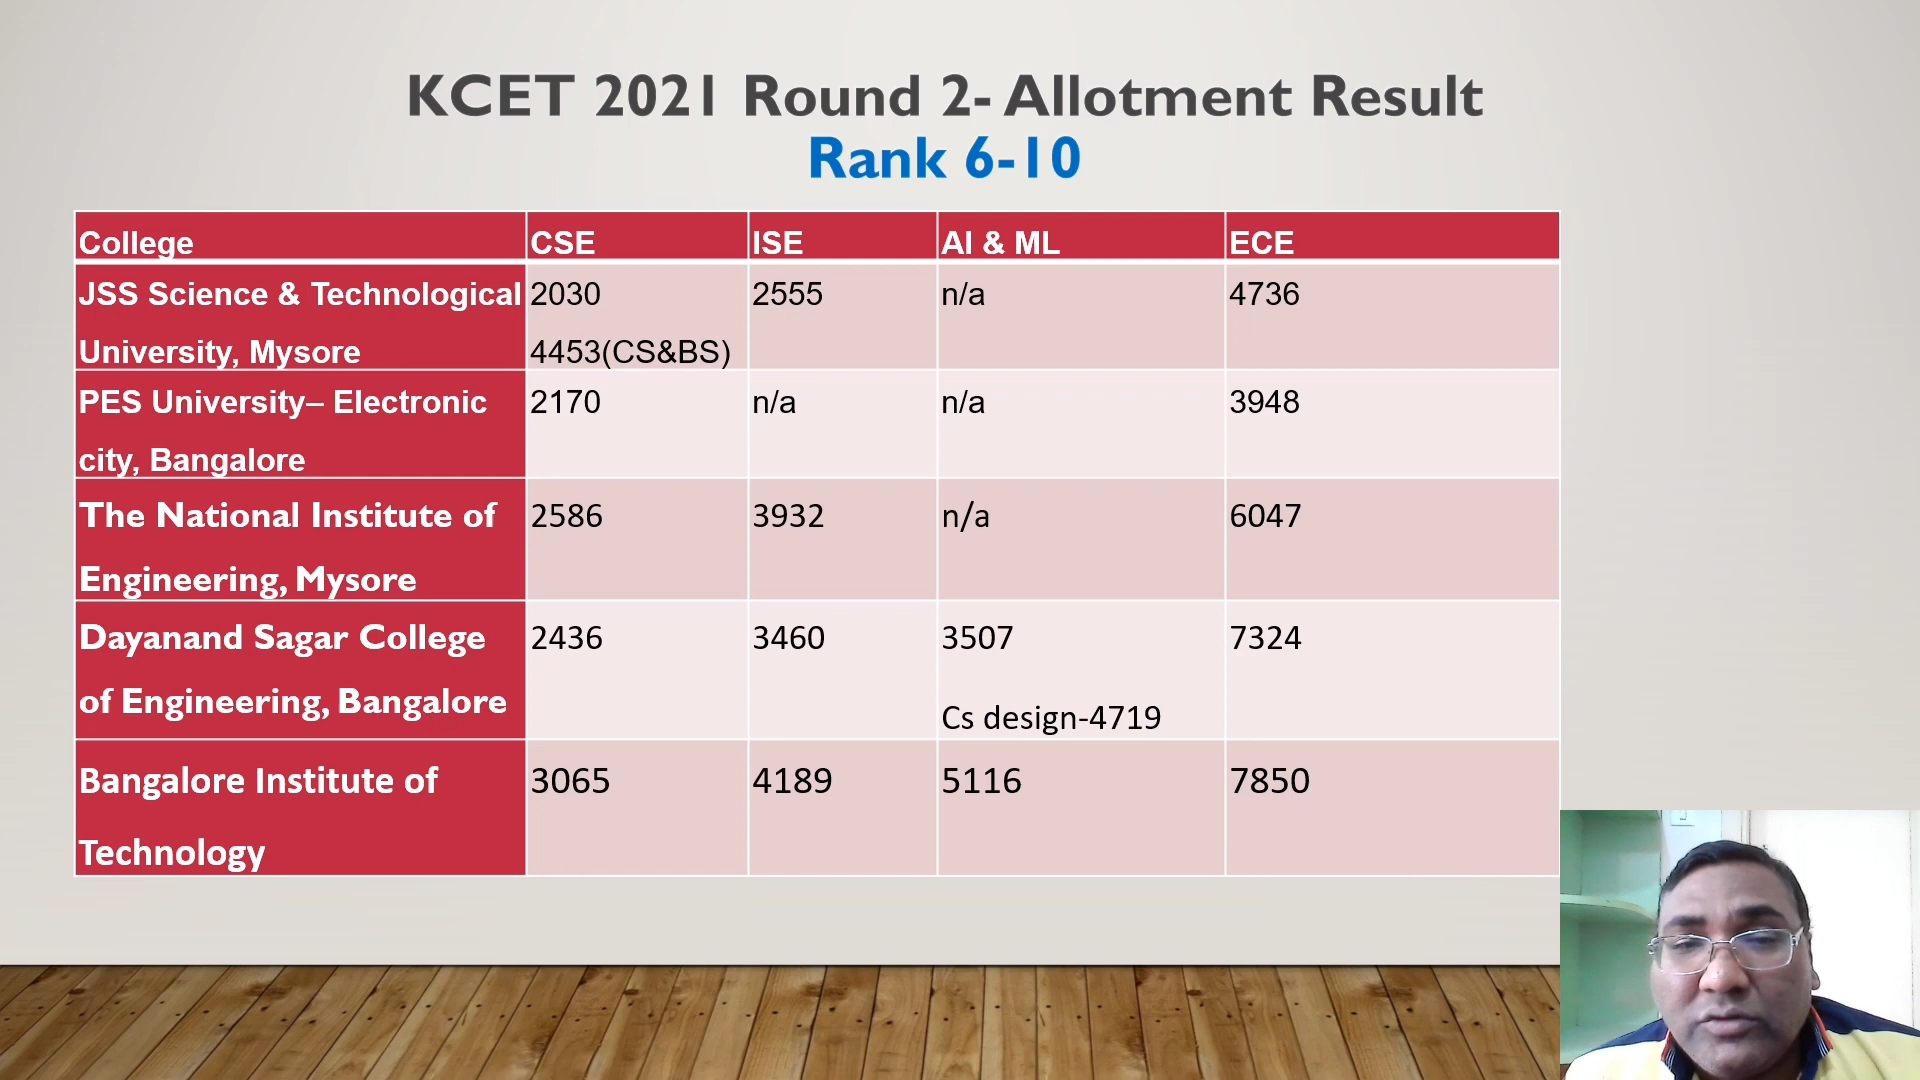 KCET 2021 Round 2- Allotment Result
Rank 6-10
College CSE ISE AI & ML ECE
JSS Science & Technological 2030 2555 n/a 4736
University, Mysore 4453(CS&BS)
PES University– Electronic 2170 n/a n/a 3948
city, Bangalore
The National Institute of 2586 3932 n/a 6047
Engineering, Mysore
Dayanand Sagar College 2436 3460 3507 7324
of Engineering, Bangalore Cs design-4719
Bangalore Institute of 3065 4189 5116 7850
Technology